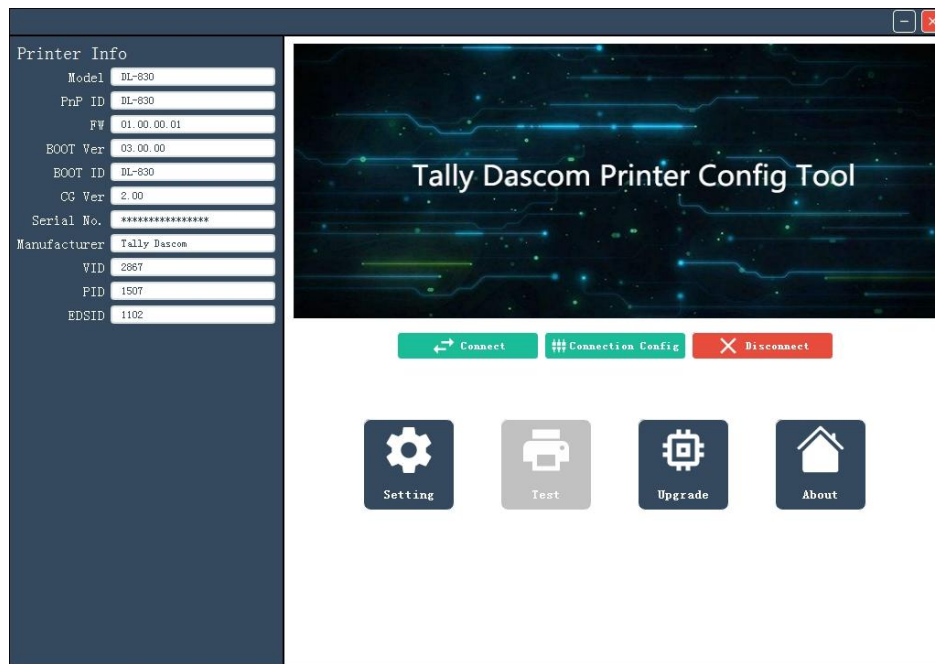 Printer Info
Model DL-830
PnP ID DL-830
FW 01.00.00.01
BOOT Ver 03.00.00
BOOT ID DL-830
CG Ver 2.00
Serial No. ****************
Manufacturer Tally Dascom
VID 2867
PID 1507
EDSID 1102
Tally Dascom Printer Config Tool
Connect Connection Config Disconnect
Setting Test Upgrade About